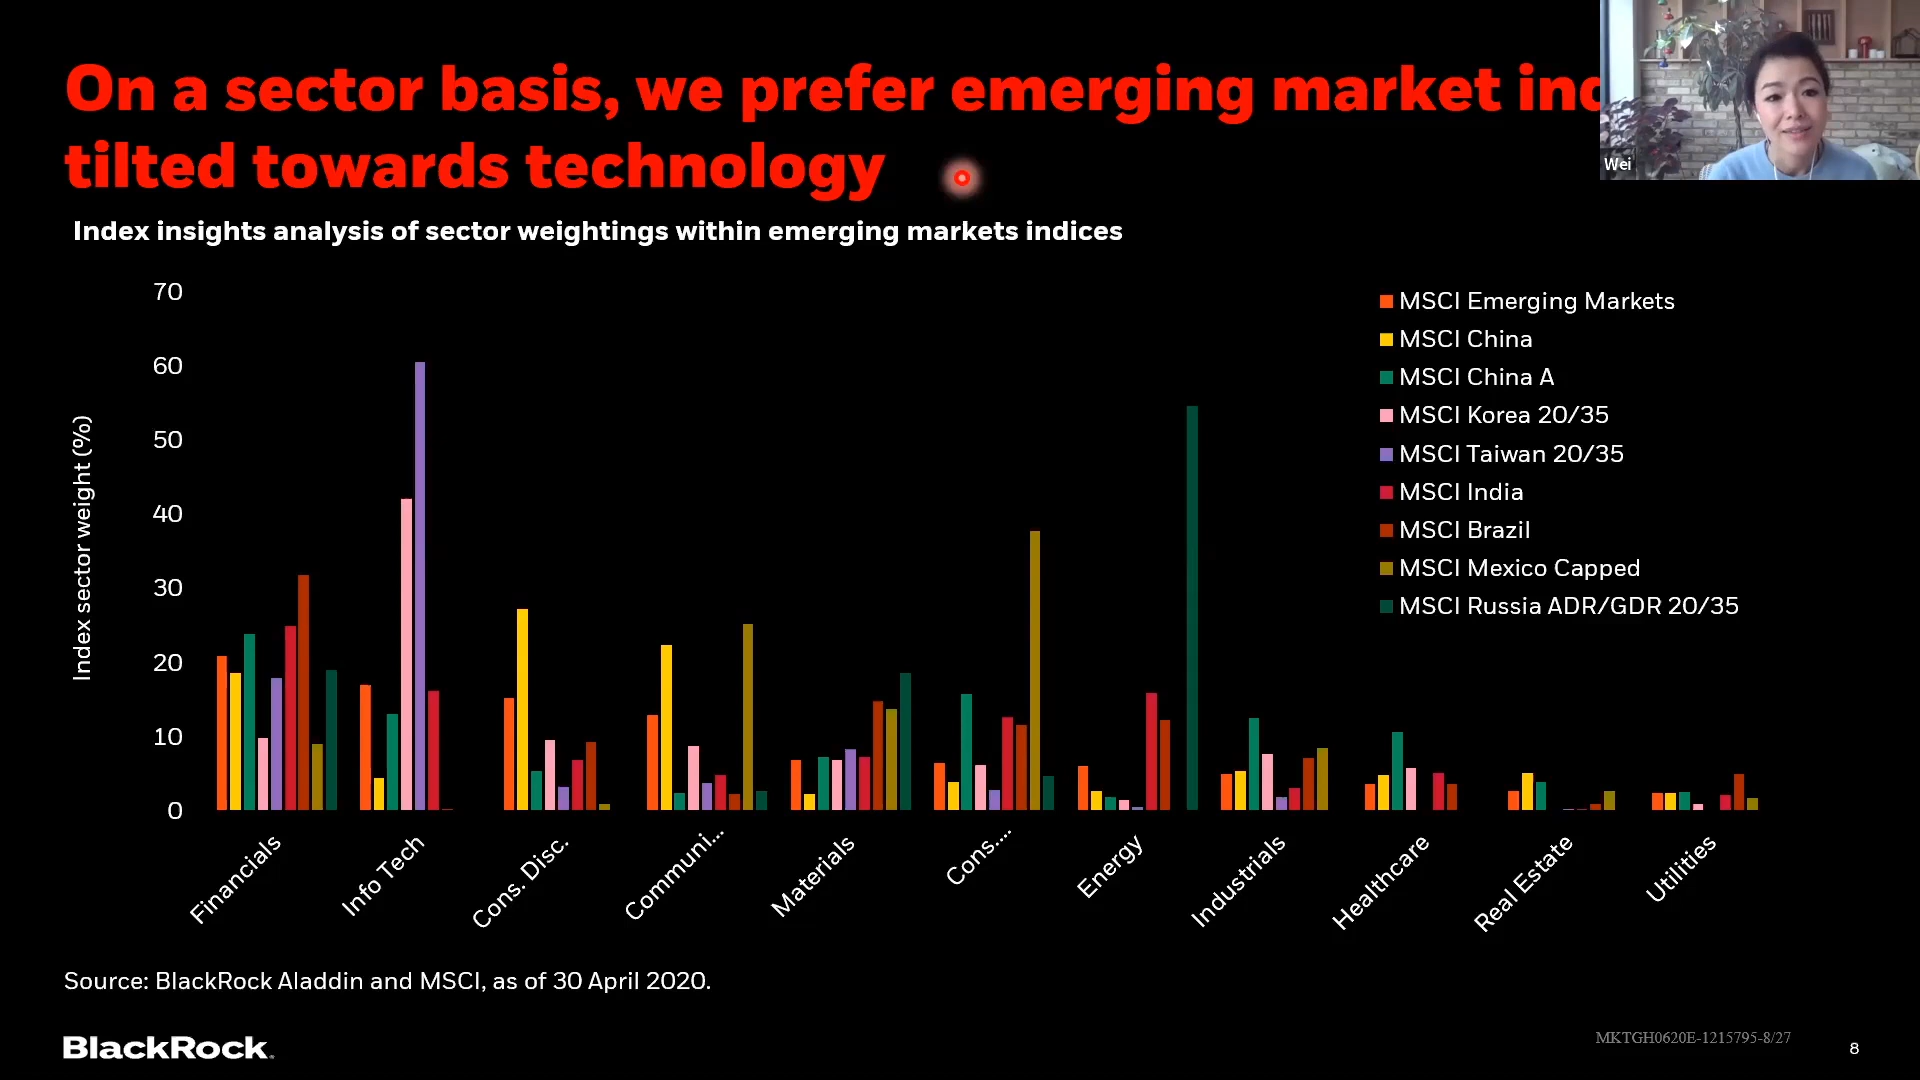 On a sector basis, we prefer emerging market
tilted towards technology
Wei
Index insights analysis of sector weightings within emerging markets indices
Index sector weight (%)
70
60
50
40
30
20
10
0
MSCI Emerging Markets
MSCI China
MSCI China A
MSCI Korea 20/35
MSCI Taiwan 20/35
MSCI India
MSCI Brazil
MSCI Mexico Capped
MSCI Russia ADR/GDR 20/35
Financials
Info Tech
Cons. Disc.
Communi...
Materials
Cons....
Energy
Industrials
Healthcare
Real Estate
Utilities
Source: BlackRock Aladdin and MSCI, as of 30 April 2020.
BlackRock.
MKTGH0620E-1215795-8/27
8